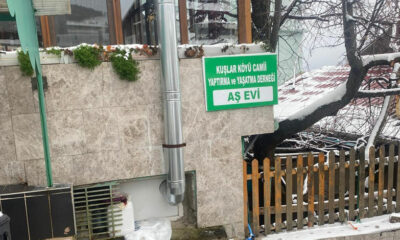 KUŞLAR KÖYÜ CAMİİ
YAPTIRMA ve YAŞATMA DERNEĞİ
AŞ EVİ